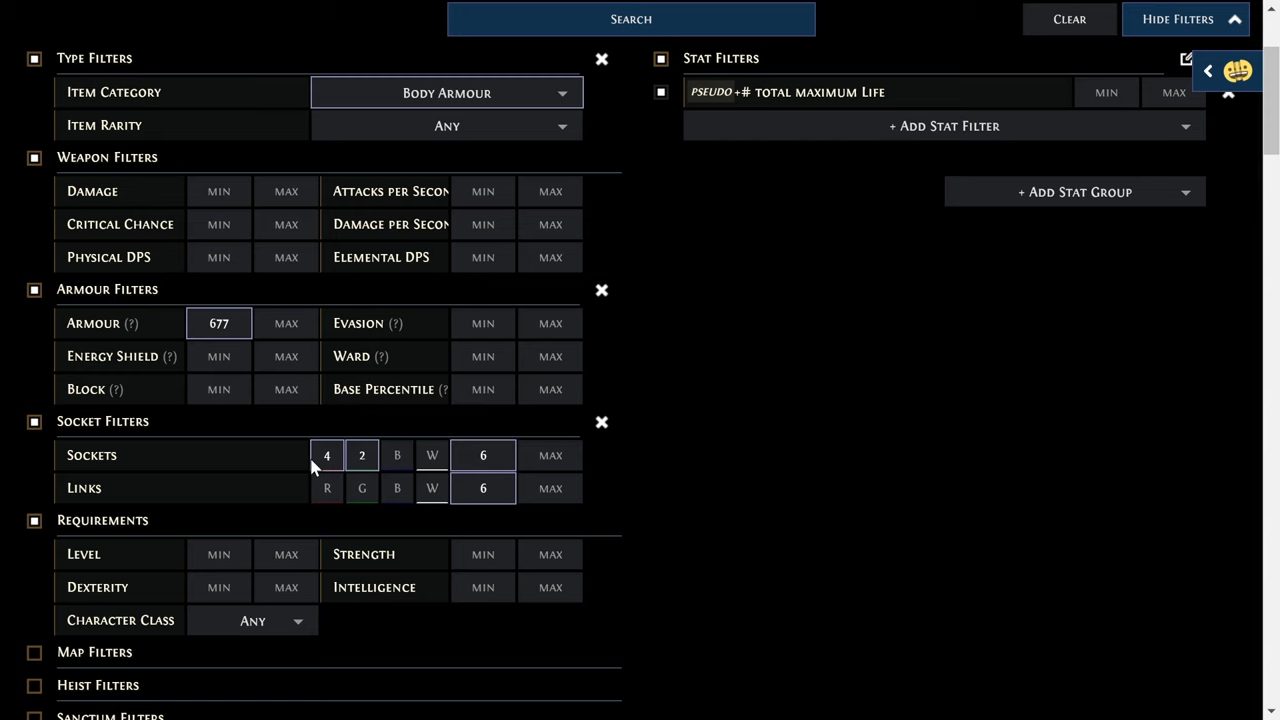 SEARCH
CLEAR
HIDE FILTERS
TYPE FILTERS
ITEM CATEGORY
BODY ARMOUR
ITEM RARITY
ANY
WEAPON FILTERS
DAMAGE MIN MAX ATTACKS PER SECON MIN MAX
CRITICAL CHANCE MIN MAX DAMAGE PER SECON MIN MAX
PHYSICAL DPS MIN MAX ELEMENTAL DPS MIN MAX
ARMOUR FILTERS
ARMOUR (?) 677 MAX EVASION (?) MIN MAX
ENERGY SHIELD (?) MIN MAX WARD (?) MIN MAX
BLOCK (?) MIN MAX BASE PERCENTILE (? MIN MAX
SOCKET FILTERS
SOCKETS 4 2 B W 6 MAX
LINKS R G B W 6 MAX
REQUIREMENTS
LEVEL MIN MAX STRENGTH MIN MAX
DEXTERITY MIN MAX INTELLIGENCE MIN MAX
CHARACTER CLASS ANY
MAP FILTERS
HEIST FILTERS
SANCTUM FILTERS
STAT FILTERS
PSEUDO +# TOTAL MAXIMUM LIFE MIN MAX
+ ADD STAT FILTER
+ ADD STAT GROUP